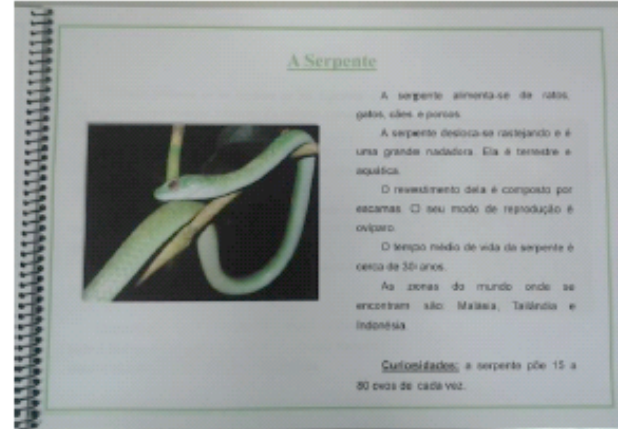 A Serpente
A serpente alimenta-se de ratos,
gatos, cães, e porcos.
A serpente desloca-se rastejando e é
uma grande nadadora. Ela é terrestre e
aquática.
O revestimento dela é composto por
escamas. O seu modo de reprodução é
ovíparo.
O tempo médio de vida da serpente é
cerca de 30 anos.
As zonas do mundo onde se
encontram são: Malásia, Tailândia e
Indonésia.
Curiosidades: a serpente põe 15 a
80 ovos de cada vez.